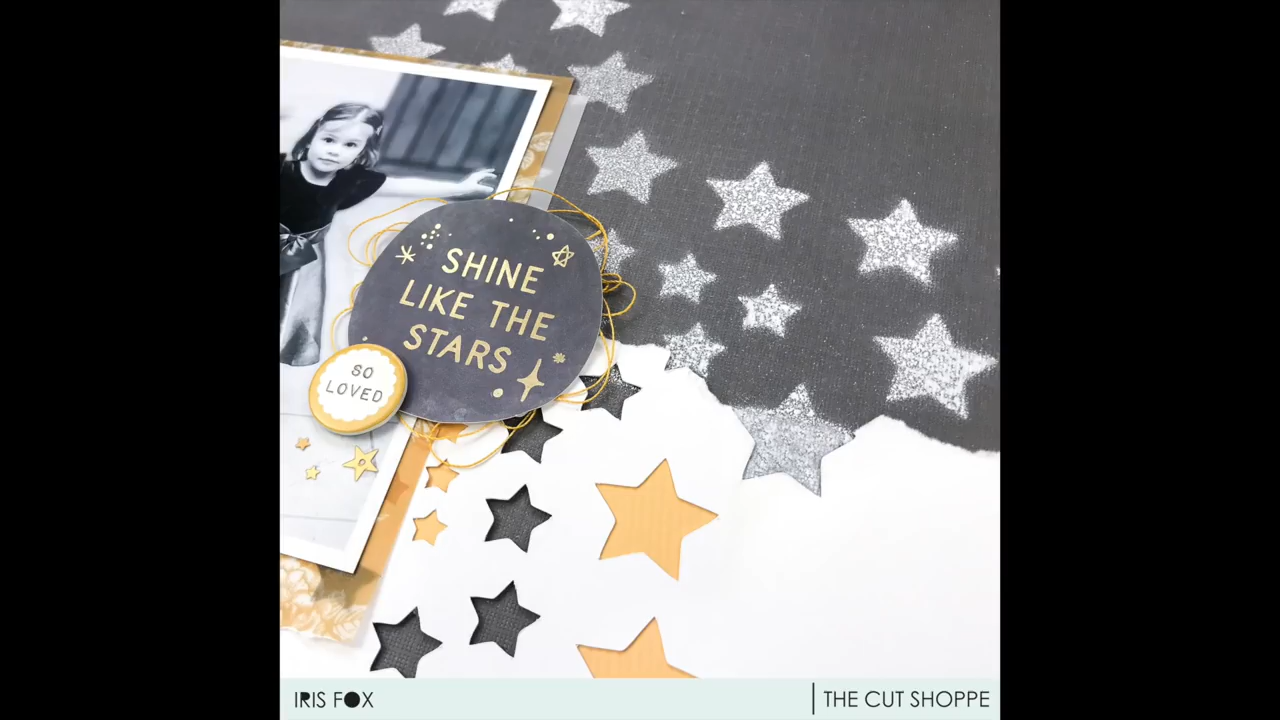 SHINE
LIKE THE
STARS
SO
LOVED
IRIS FOX
THE CUT SHOPPE